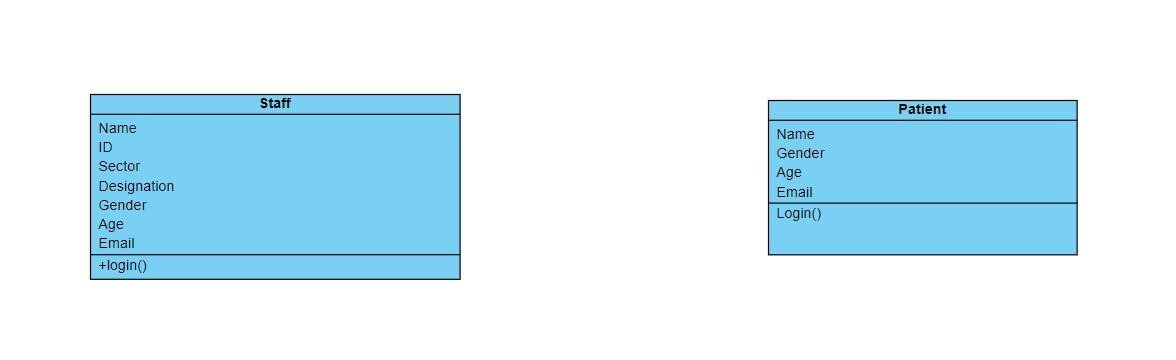 Staff
Name
ID
Sector
Designation
Gender
Age
Email
+login()
Patient
Name
Gender
Age
Email
Login()